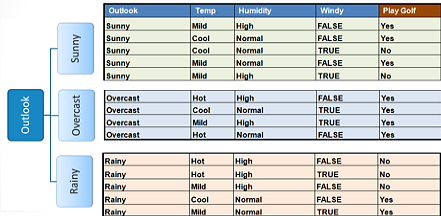 Outlook Temp Humidity Windy Play Golf
Sunny Mild High FALSE Yes
Sunny Cool Normal FALSE Yes
Sunny Cool Normal TRUE No
Sunny Mild Normal FALSE Yes
Sunny Mild High TRUE No
Overcast Hot High FALSE Yes
Overcast Cool Normal TRUE Yes
Overcast Mild High TRUE Yes
Overcast Hot Normal FALSE Yes
Rainy Hot High FALSE No
Rainy Hot High TRUE No
Rainy Mild High FALSE No
Rainy Cool Normal FALSE Yes
Rainy Mild Normal TRUE Yes
Outlook
Sunny
Overcast
Rainy